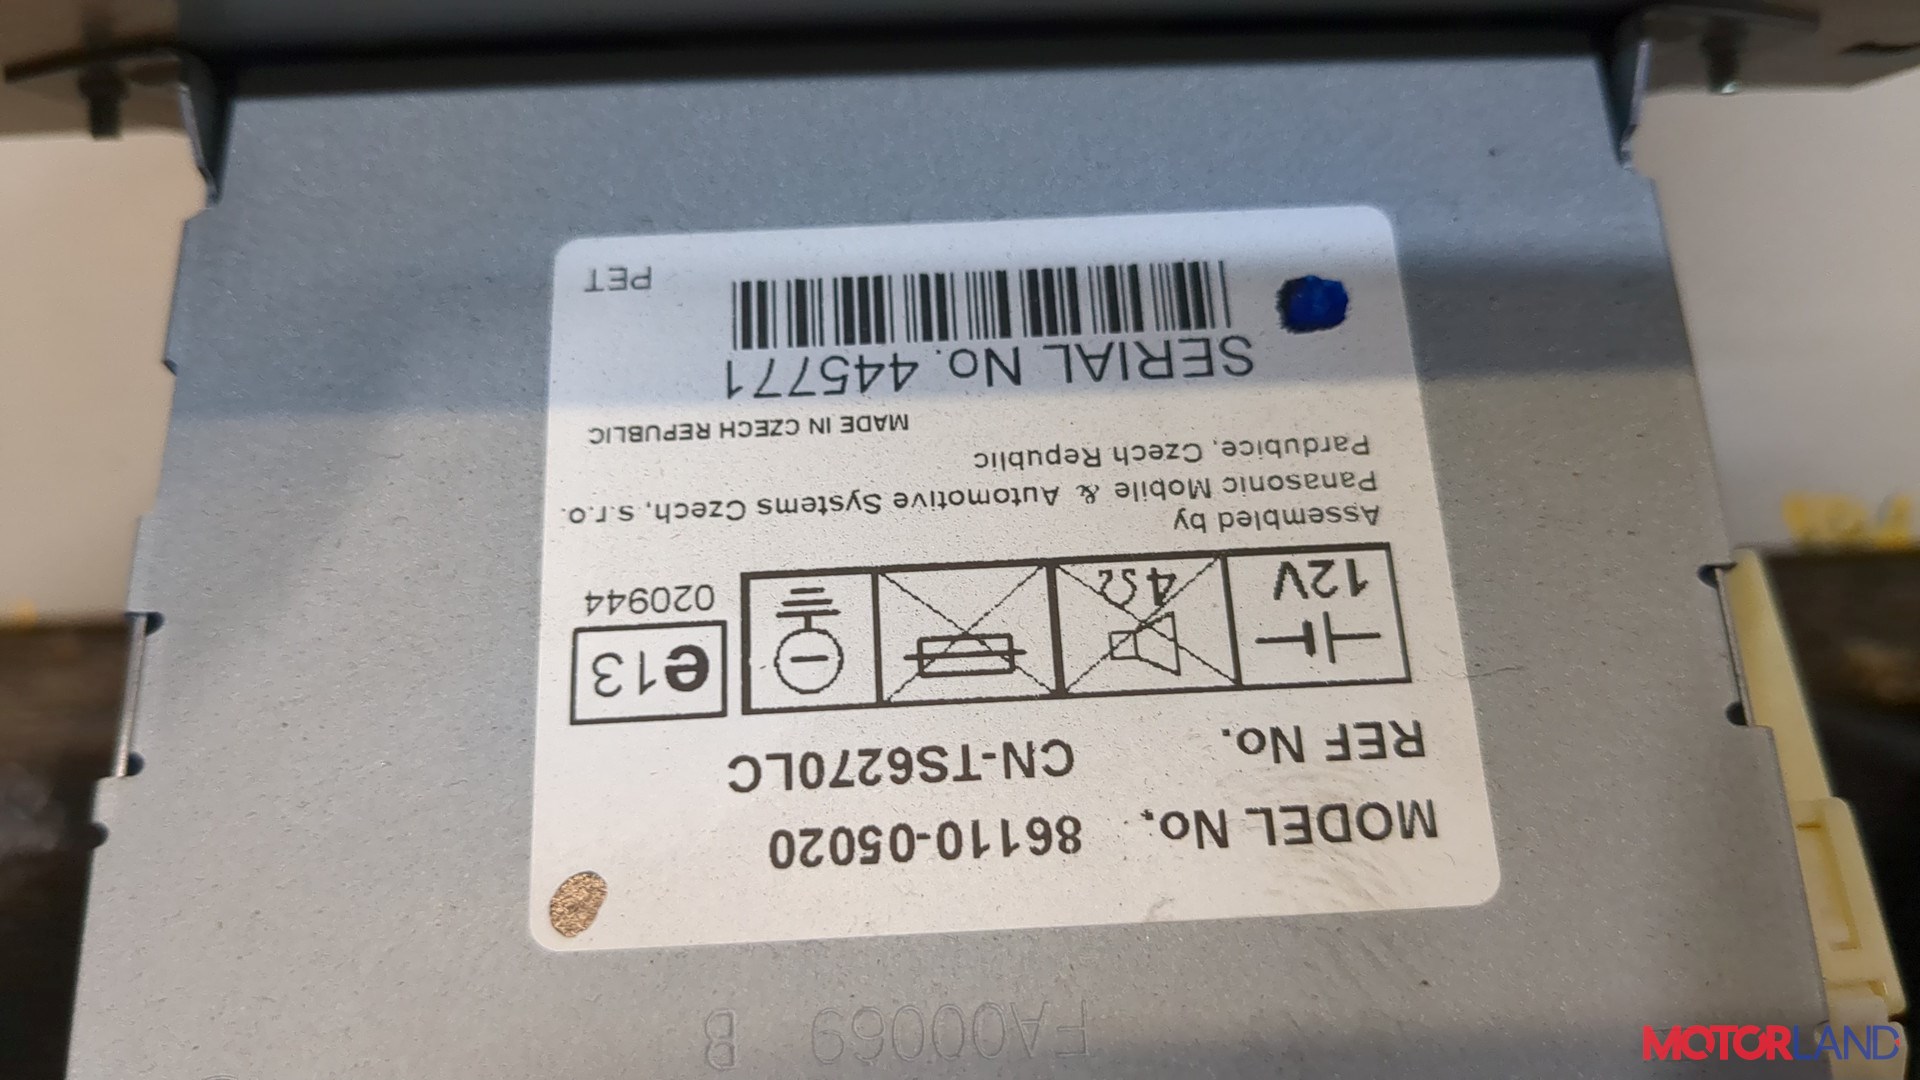 MODEL No. 86110-05020
REF No. CN-TS6270LC
12V
4Ω
e13
020944
Assembled by
Panasonic Mobile & Automotive Systems Czech, s.r.o.
Pardubice, Czech Republic
MADE IN CZECH REPUBLIC
SERIAL No. 445771
PET
FA00069 B
MOTORLAND